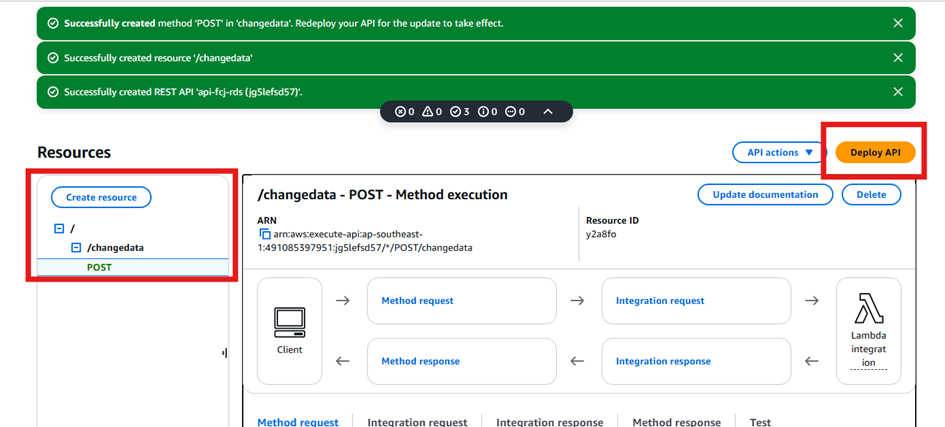 Successfully created method 'POST' in 'changedata'. Redeploy your API for the update to take effect.
Successfully created resource '/changedata'
Successfully created REST API 'api-fcj-rds (jg5lefsd57)'.
0 0 3 0 0
Resources
API actions
Deploy API
Create resource
/
/changedata
POST
/changedata - POST - Method execution
Update documentation
Delete
ARN
arn:aws:execute-api:ap-southeast-
1:491085397951:jg5lefsd57/*/POST/changedata
Resource ID
y2a8fo
Client
Method request
Integration request
Method response
Integration response
Lambda
integrat
ion
Method request
Integration request
Integration response
Method response
Test